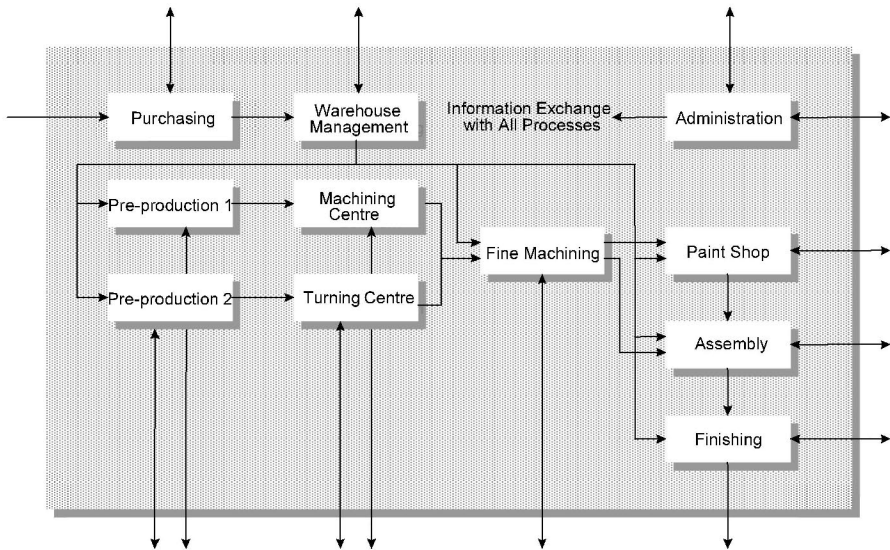 Purchasing
Warehouse
Management
Information Exchange
with All Processes
Administration
Pre-production 1
Machining
Centre
Fine Machining
Paint Shop
Pre-production 2
Turning Centre
Assembly
Finishing